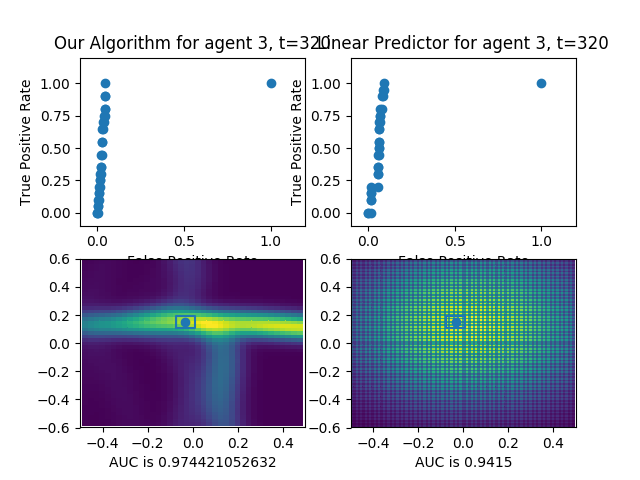 Our Algorithm for agent 3, t=320
Linear Predictor for agent 3, t=320
True Positive Rate
1.00
0.75
0.50
0.25
0.00
0.0 0.5 1.0
False Positive Rate
True Positive Rate
1.00
0.75
0.50
0.25
0.00
0.0 0.5 1.0
False Positive Rate
0.6
0.4
0.2
0.0
−0.2
−0.4
−0.6
−0.4 −0.2 0.0 0.2 0.4
AUC is 0.974421052632
0.6
0.4
0.2
0.0
−0.2
−0.4
−0.6
−0.4 −0.2 0.0 0.2 0.4
AUC is 0.9415